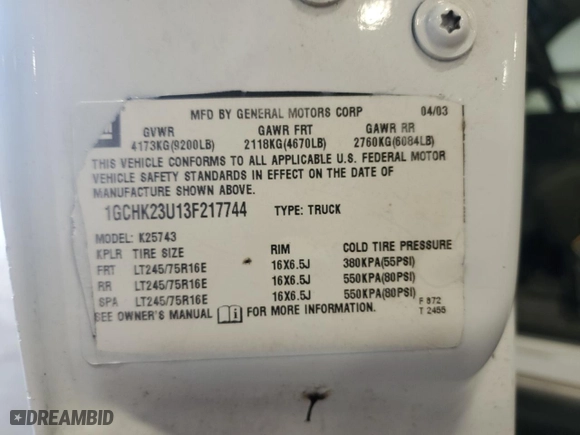 MFD BY GENERAL MOTORS CORP 04/03
GVWR GAWR FRT GAWR RR
4173KG(9200LB) 2118KG(4670LB) 2760KG(6084LB)
THIS VEHICLE CONFORMS TO ALL APPLICABLE U.S. FEDERAL MOTOR
VEHICLE SAFETY STANDARDS IN EFFECT ON THE DATE OF
MANUFACTURE SHOWN ABOVE.
1GCHK23U13F217744 TYPE: TRUCK
MODEL: K25743
KPLR TIRE SIZE RIM COLD TIRE PRESSURE
FRT LT245/75R16E 16X6.5J 380KPA(55PSI)
RR LT245/75R16E 16X6.5J 550KPA(80PSI)
SPA LT245/75R16E 16X6.5J 550KPA(80PSI)
SEE OWNER'S MANUAL FOR MORE INFORMATION.
F 872
T 2455
DREAMBID